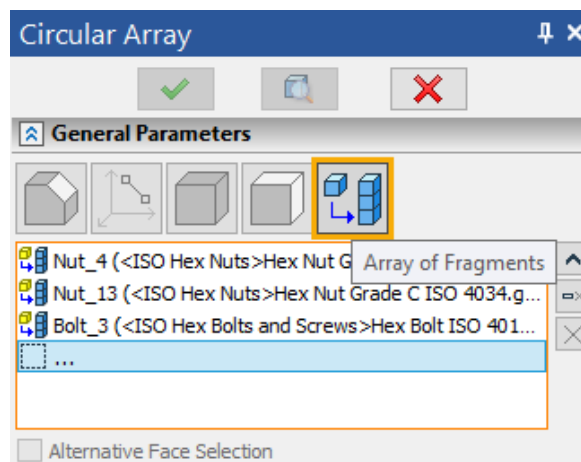 Circular Array
General Parameters
Nut_4 (<ISO Hex Nuts>Hex Nut G
Array of Fragments
Nut_13 (<ISO Hex Nuts>Hex Nut Grade C ISO 4034.g...
Bolt_3 (<ISO Hex Bolts and Screws>Hex Bolt ISO 401...
...
Alternative Face Selection